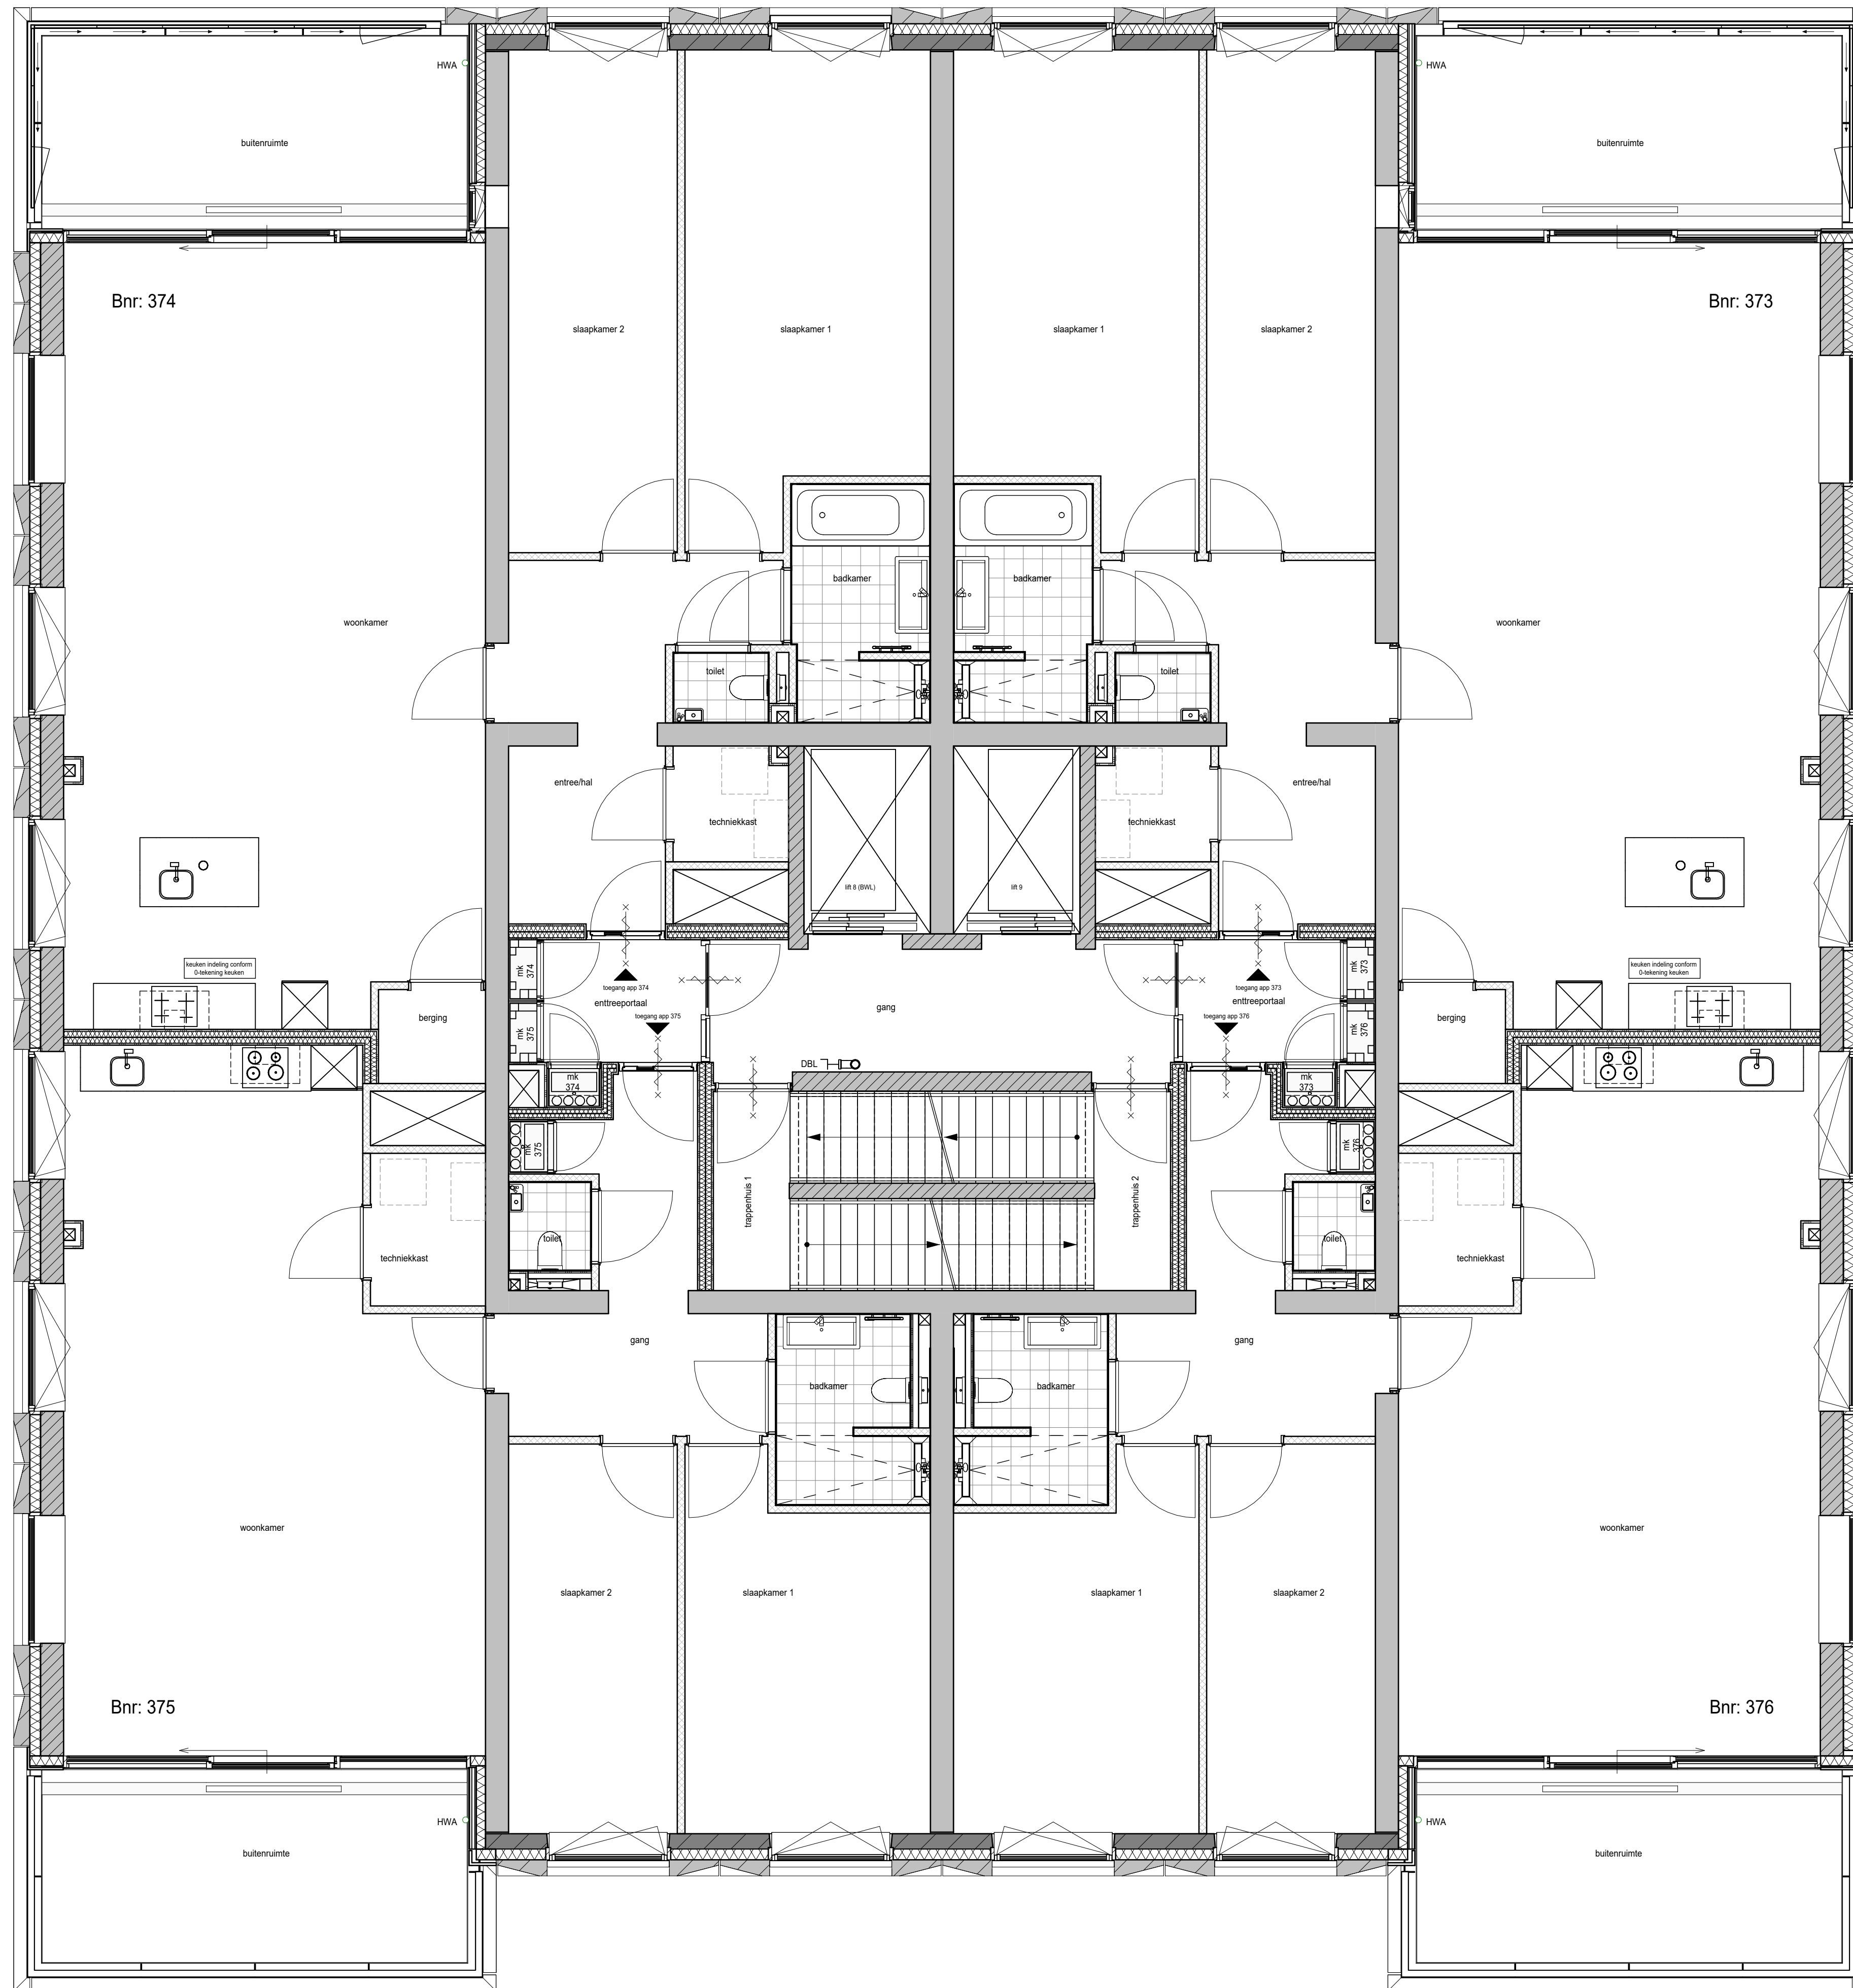 HWA
HWA
buitenruimte
buitenruimte
Bnr: 374
Bnr: 373
slaapkamer 2
slaapkamer 1
slaapkamer 1
slaapkamer 2
badkamer
badkamer
woonkamer
woonkamer
toilet
toilet
entree/hal
entree/hal
techniekkast
techniekkast
lift 8 (BWL)
lift 9
keuken indeling conform
0-tekening keuken
keuken indeling conform
0-tekening keuken
mk
374
mk
373
toegang app 374
toegang app 373
enttreeportaal
enttreeportaal
gang
toegang app 375
toegang app 376
berging
berging
mk
375
mk
376
DBL
mk
374
mk
373
mk
375
mk
376
trappenhuis 1
trappenhuis 2
toilet
toilet
techniekkast
techniekkast
gang
gang
badkamer
badkamer
woonkamer
woonkamer
slaapkamer 2
slaapkamer 1
slaapkamer 1
slaapkamer 2
Bnr: 375
Bnr: 376
HWA
HWA
buitenruimte
buitenruimte